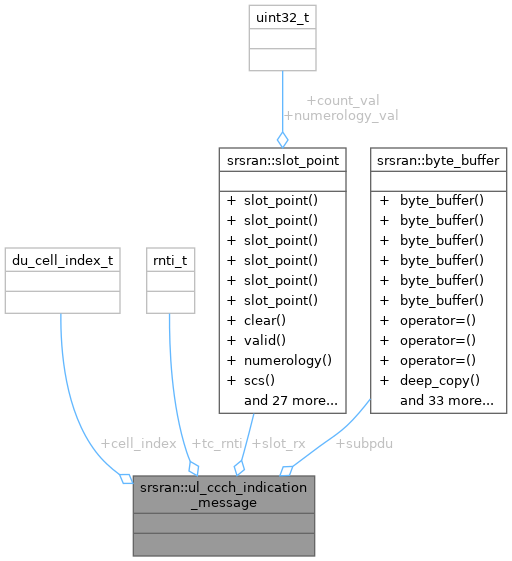 uint32_t
+count_val
+numerology_val
srsran::slot_point
+ slot_point()
+ slot_point()
+ slot_point()
+ slot_point()
+ slot_point()
+ slot_point()
+ clear()
+ valid()
+ numerology()
+ scs()
and 27 more...
srsran::byte_buffer
+ byte_buffer()
+ byte_buffer()
+ byte_buffer()
+ byte_buffer()
+ byte_buffer()
+ byte_buffer()
+ operator=()
+ operator=()
+ operator=()
+ deep_copy()
and 33 more...
du_cell_index_t
rnti_t
+cell_index
+tc_rnti
+slot_rx
+subpdu
srsran::ul_ccch_indication
_message